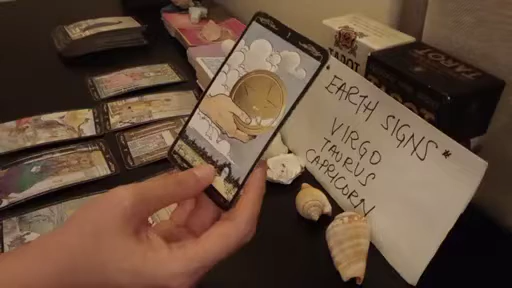 EARTH SIGNS*
VIRGO
TAURUS
CAPRICORN
TAROT
TAROT